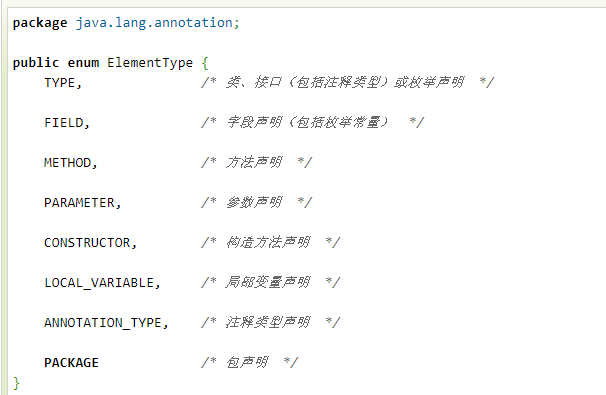 package java.lang.annotation;
public enum ElementType {
TYPE, /* 类、接口（包括注释类型）或枚举声明 */
FIELD, /* 字段声明（包括枚举常量） */
METHOD, /* 方法声明 */
PARAMETER, /* 参数声明 */
CONSTRUCTOR, /* 构造方法声明 */
LOCAL_VARIABLE, /* 局部变量声明 */
ANNOTATION_TYPE, /* 注释类型声明 */
PACKAGE /* 包声明 */
}